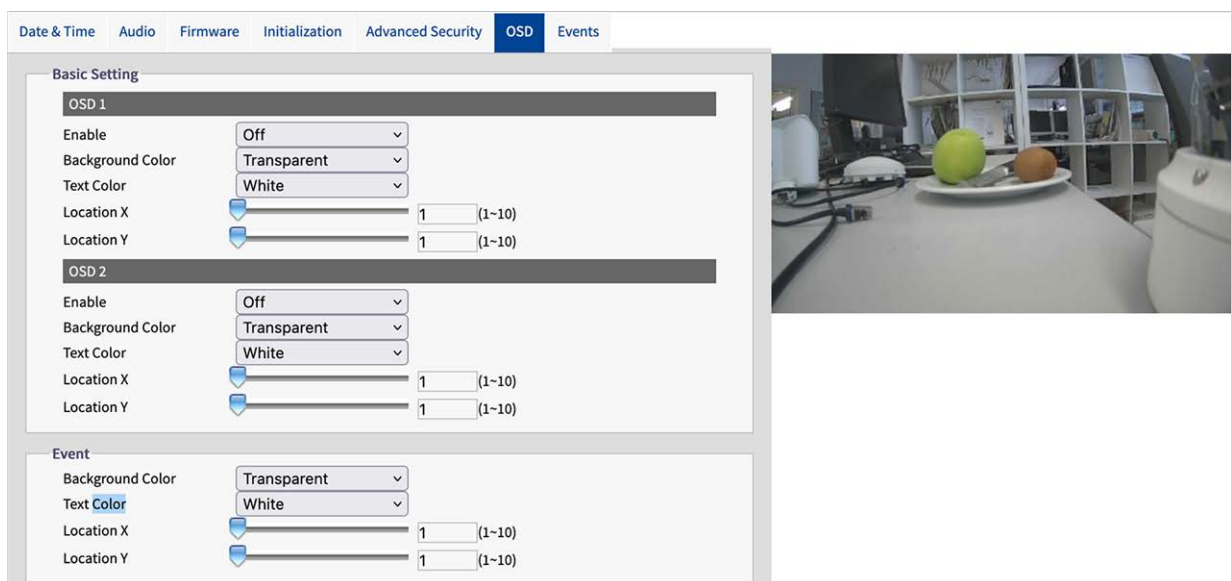 Date & Time Audio Firmware Initialization Advanced Security OSD Events
Basic Setting
OSD 1
Enable Off
Background Color Transparent
Text Color White
Location X 1 (1~10)
Location Y 1 (1~10)
OSD 2
Enable Off
Background Color Transparent
Text Color White
Location X 1 (1~10)
Location Y 1 (1~10)
Event
Background Color Transparent
Text Color White
Location X 1 (1~10)
Location Y 1 (1~10)